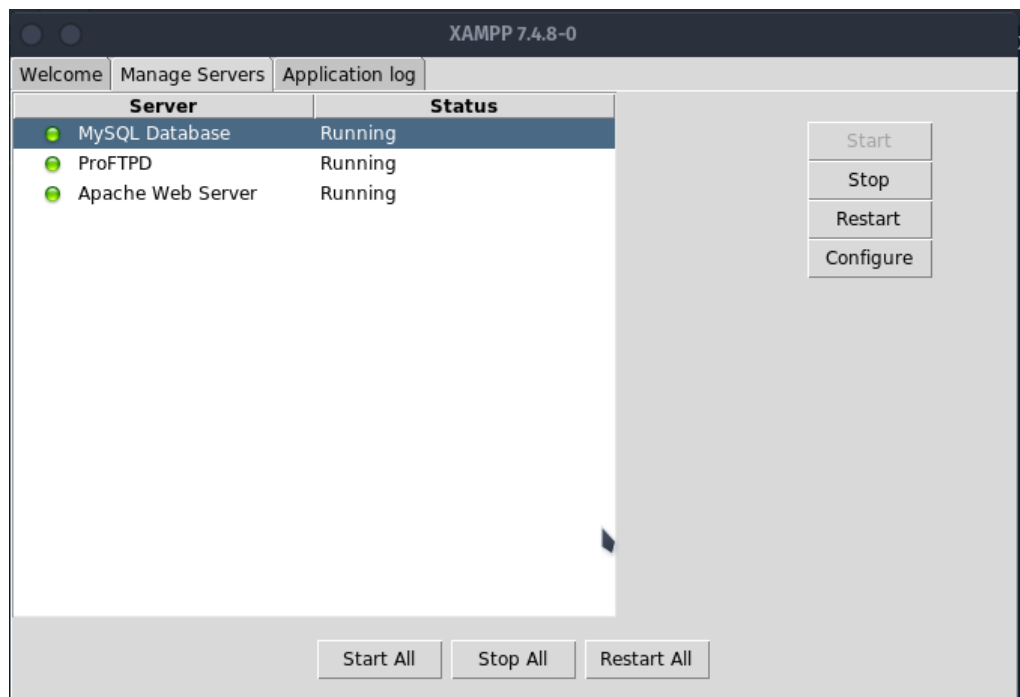 XAMPP 7.4.8-0
Welcome Manage Servers Application log
Server Status
MySQL Database Running
ProFTPD Running
Apache Web Server Running
Start
Stop
Restart
Configure
Start All Stop All Restart All